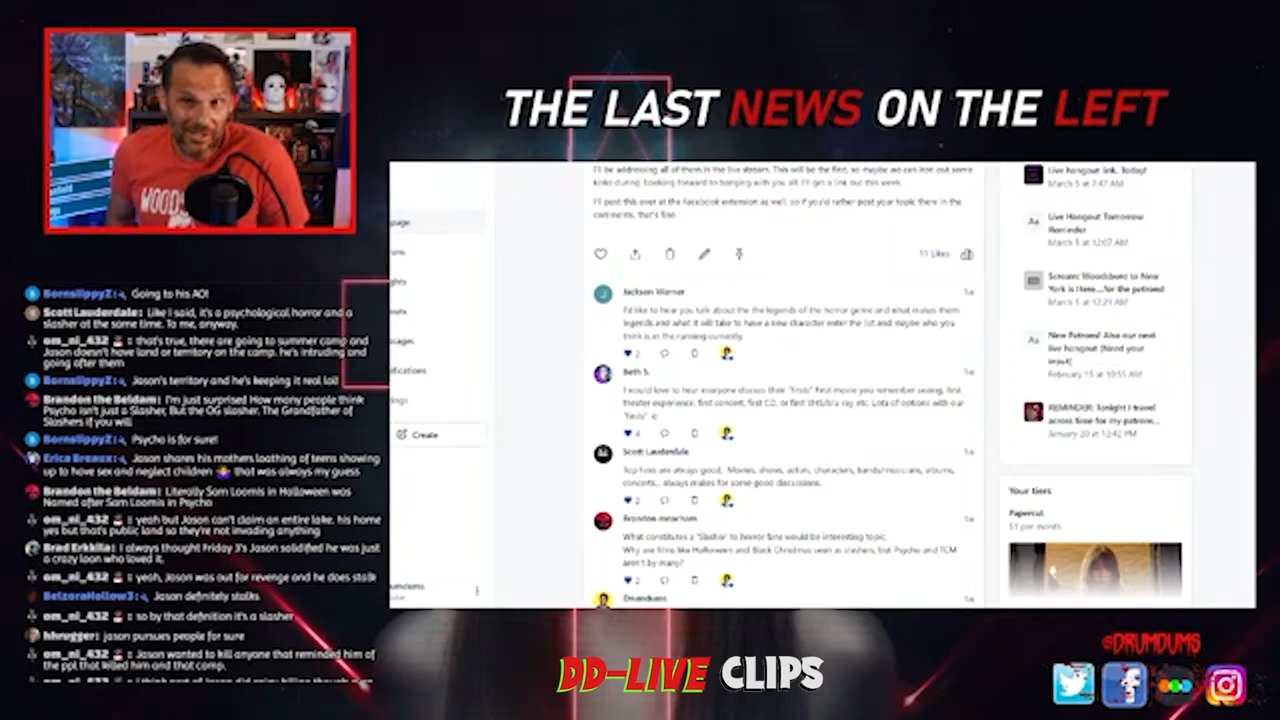 THE LAST NEWS ON THE LEFT
WOODS
BornslippyZ: Going to his AO!
Scott Lauderdale: Like I said, it's a psychological horror and a
slasher at the same time. To me, anyway.
om_ni_432 : that's true, there are going to summer camp and
Jason doesn't have land or territory on the camp. he's intruding and
going after them
BornslippyZ: Jason's territory and he's keeping it real lol
Brandon the Beldam: I'm just surprised How many people think
Psycho isn't just a Slasher, But the OG slasher. The Grandfather of
Slashers if you will
BornslippyZ: Psycho is for sure!
Erica Breaux: Jason shares his mothers loathing of teens showing
up to have sex and neglect children that was always my guess
Brandon the Beldam: Literally Sam Loomis in Halloween was
Named after Sam Loomis in Psycho
om_ni_432 : yeah but Jason can't claim an entire lake, his home
yes but that's public land so they're not invading anything
Brad Erkkila: I always thought Friday 3's Jason solidified he was just
a crazy loon who loved it.
om_ni_432 : yeah, Jason was out for revenge and he does stalk
BelzoraHollow3: Jason definitely stalks
om_ni_432 : so by that definition it's a slasher
hhrugger: jason pursues people for sure
om_ni_432 : Jason wanted to kill anyone that reminded him of
the ppl that killed him and that camp.
I'll be addressing all of them in the live stream. This will be the first, so maybe we can iron out some
kinks during. Looking forward to hanging with you all! I'll get a link out this week.
I'll post this over at the Facebook extension as well, so if you'd rather post your topic there in the
comments, that's fine.
11 Likes
Jackson Werner
I'd like to hear you talk about the the legends of the horror genre and what makes them
legends and what it will take to have a new character enter the list and maybe who you
think is in the running currently.
2
Beth S.
I would love to hear everyone discuss their "firsts" First movie you remember seeing, first
theater experience, first concert, first CD, or first vhs/blu-ray etc. Lots of options with our
"firsts"
4
Scott Lauderdale
Top fives are always good. Movies, shows, actors, characters, bands/musicians, albums,
concerts.. always makes for some good discussions.
2
Brandon meacham
What constitutes a "Slasher" to horror fans would be interesting topic.
Why are films like Halloween and Black Christmas seen as slashers, but Psycho and TCM
aren't by many?
2
Drumdums
Create
Live hangout link. Today!
March 5 at 7:47 AM
Aa
Live Hangout Tomorrow
Reminder
March 5 at 12:07 AM
Scream: Woodsboro to New
York is Here...for the patrons!
March 1 at 12:21 AM
Aa
New Patrons! Also our next
live hangout (Need your
input)
February 15 at 10:55 AM
REMINDER: Tonight I travel
across time for my patrons...
January 20 at 12:42 PM
Your tiers
Papercut
$1 per month
DD-LIVE CLIPS
@DRUMDUMS